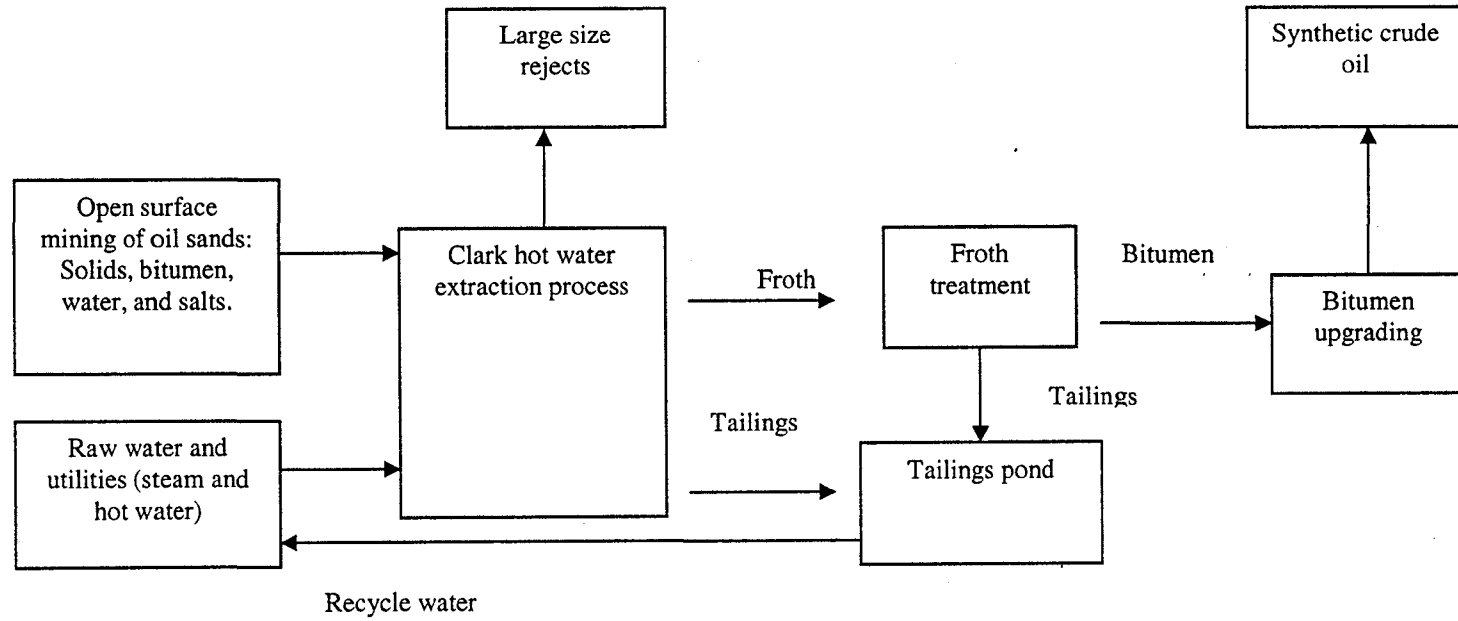 Large size
rejects
Synthetic crude
oil
Open surface
mining of oil sands:
Solids, bitumen,
water, and salts.
Clark hot water
extraction process
Froth
Froth
treatment
Bitumen
Bitumen
upgrading
Tailings
Tailings
Raw water and
utilities (steam and
hot water)
Tailings pond
Recycle water